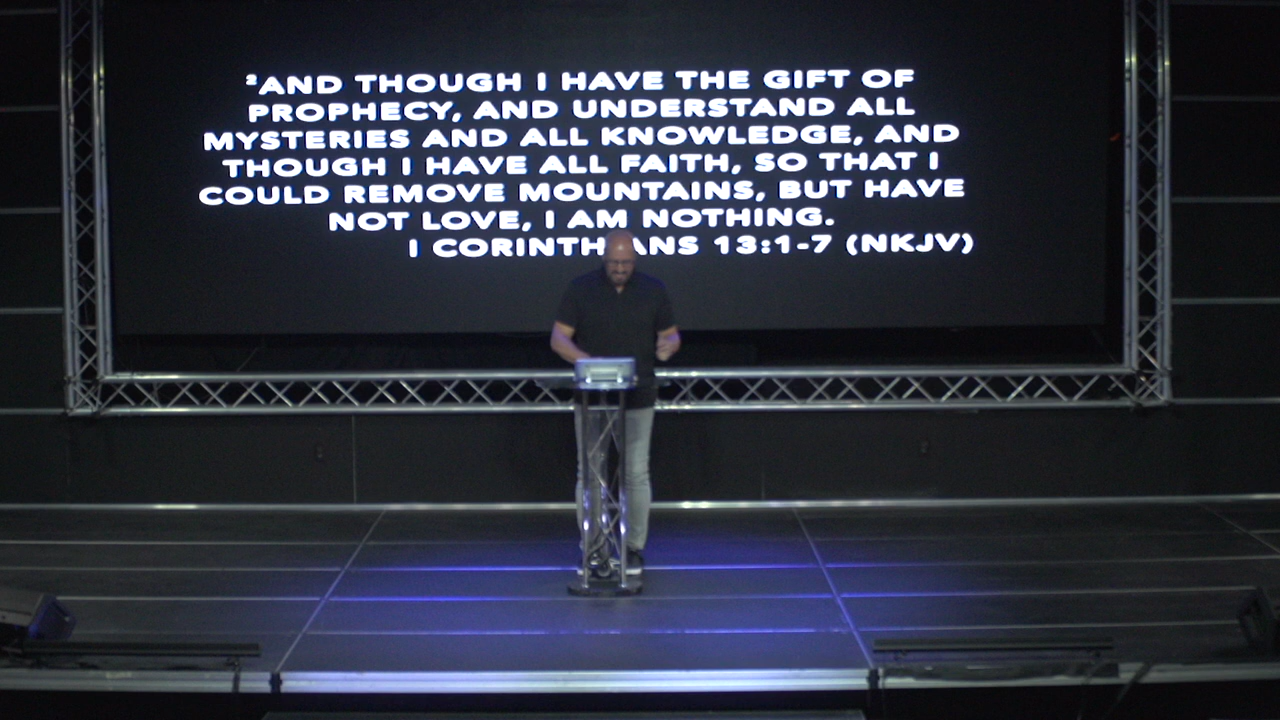 ²AND THOUGH I HAVE THE GIFT OF
PROPHECY, AND UNDERSTAND ALL
MYSTERIES AND ALL KNOWLEDGE, AND
THOUGH I HAVE ALL FAITH, SO THAT I
COULD REMOVE MOUNTAINS, BUT HAVE
NOT LOVE, I AM NOTHING.
I CORINTHIANS 13:1-7 (NKJV)